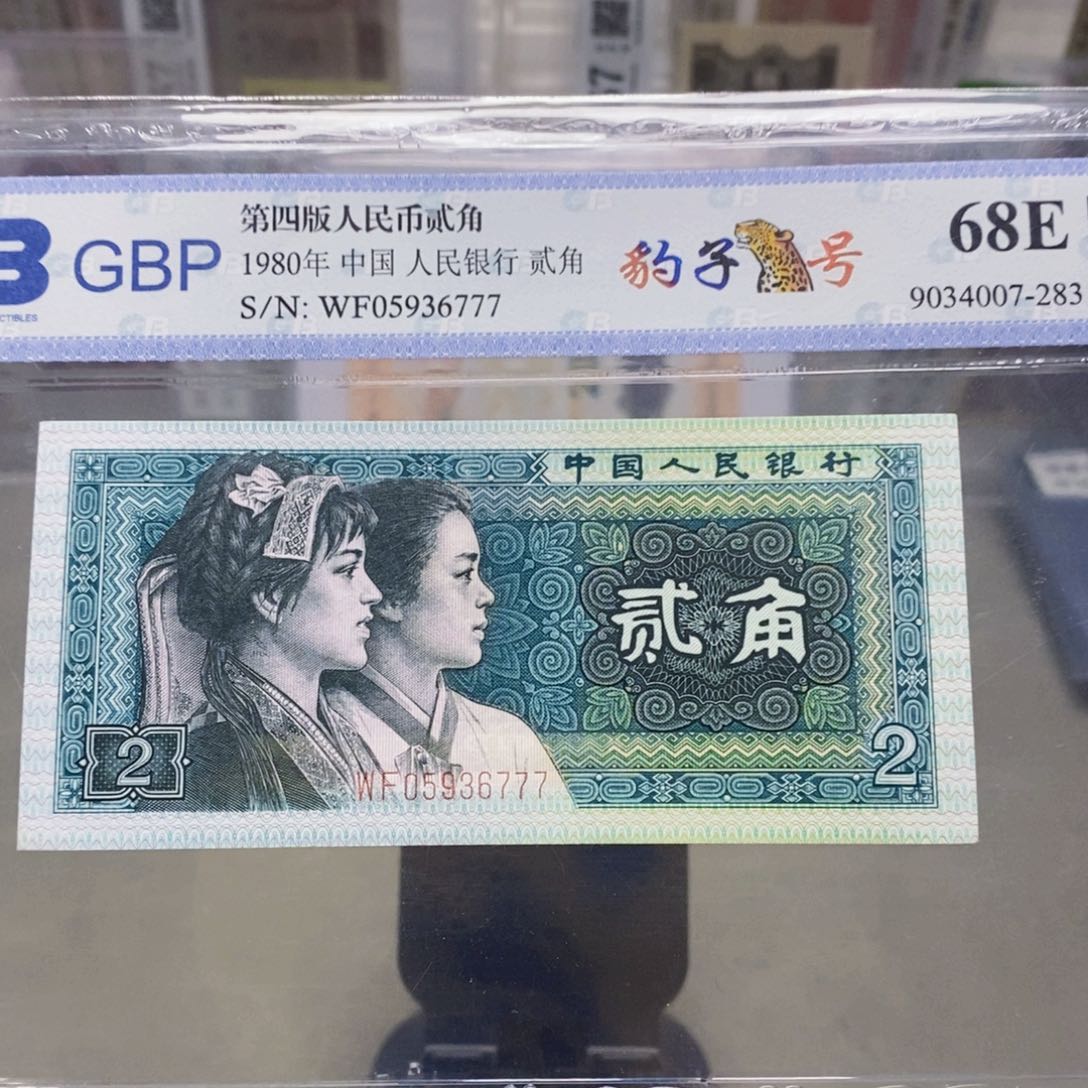 GBP
第四版人民币贰角
1980年 中国 人民银行 贰角
S/N: WF05936777
豹子号
68E
9034007-283
中国人民银行
贰角
2
2
WF05936777